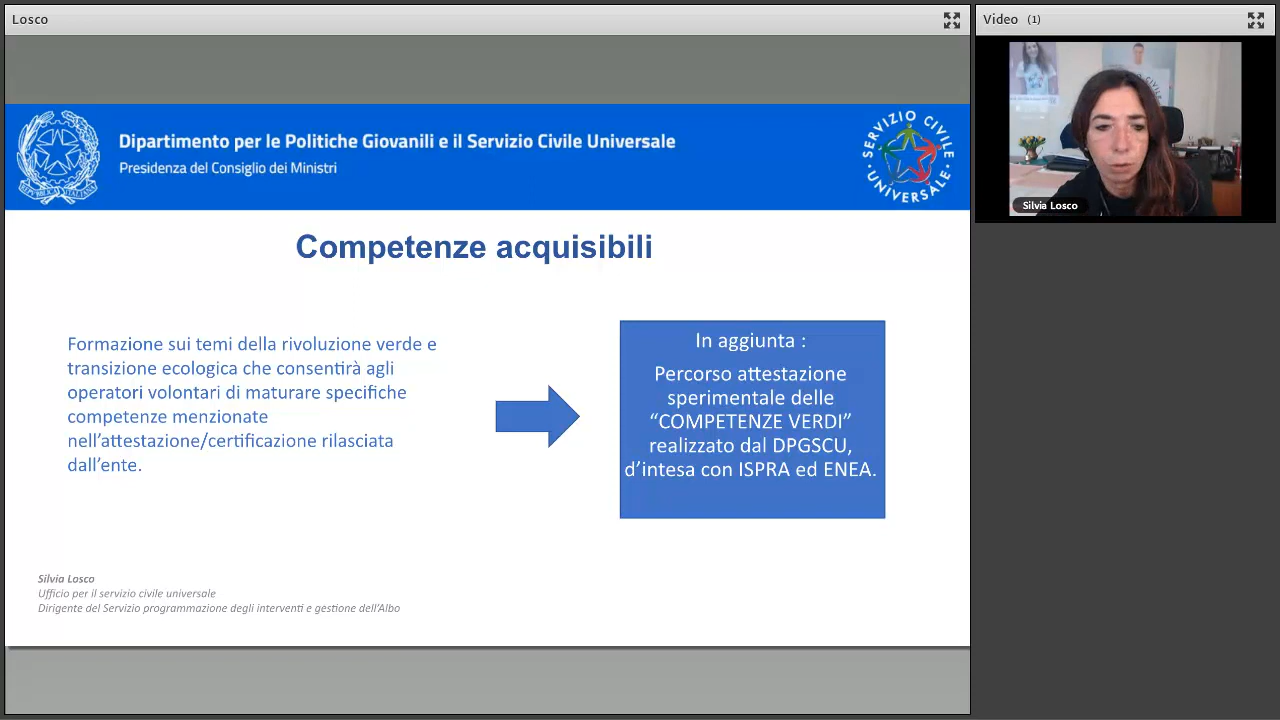 Losco
Video (1)
Dipartimento per le Politiche Giovanili e il Servizio Civile Universale
Presidenza del Consiglio dei Ministri
SERVIZIO CIVILE
UNIVERSALE
Silvia Losco
Competenze acquisibili
Formazione sui temi della rivoluzione verde e
transizione ecologica che consentirà agli
operatori volontari di maturare specifiche
competenze menzionate
nell’attestazione/certificazione rilasciata
dall’ente.
In aggiunta :
Percorso attestazione
sperimentale delle
“COMPETENZE VERDI”
realizzato dal DPGSCU,
d’intesa con ISPRA ed ENEA.
Silvia Losco
Ufficio per il servizio civile universale
Dirigente del Servizio programmazione degli interventi e gestione dell’Albo